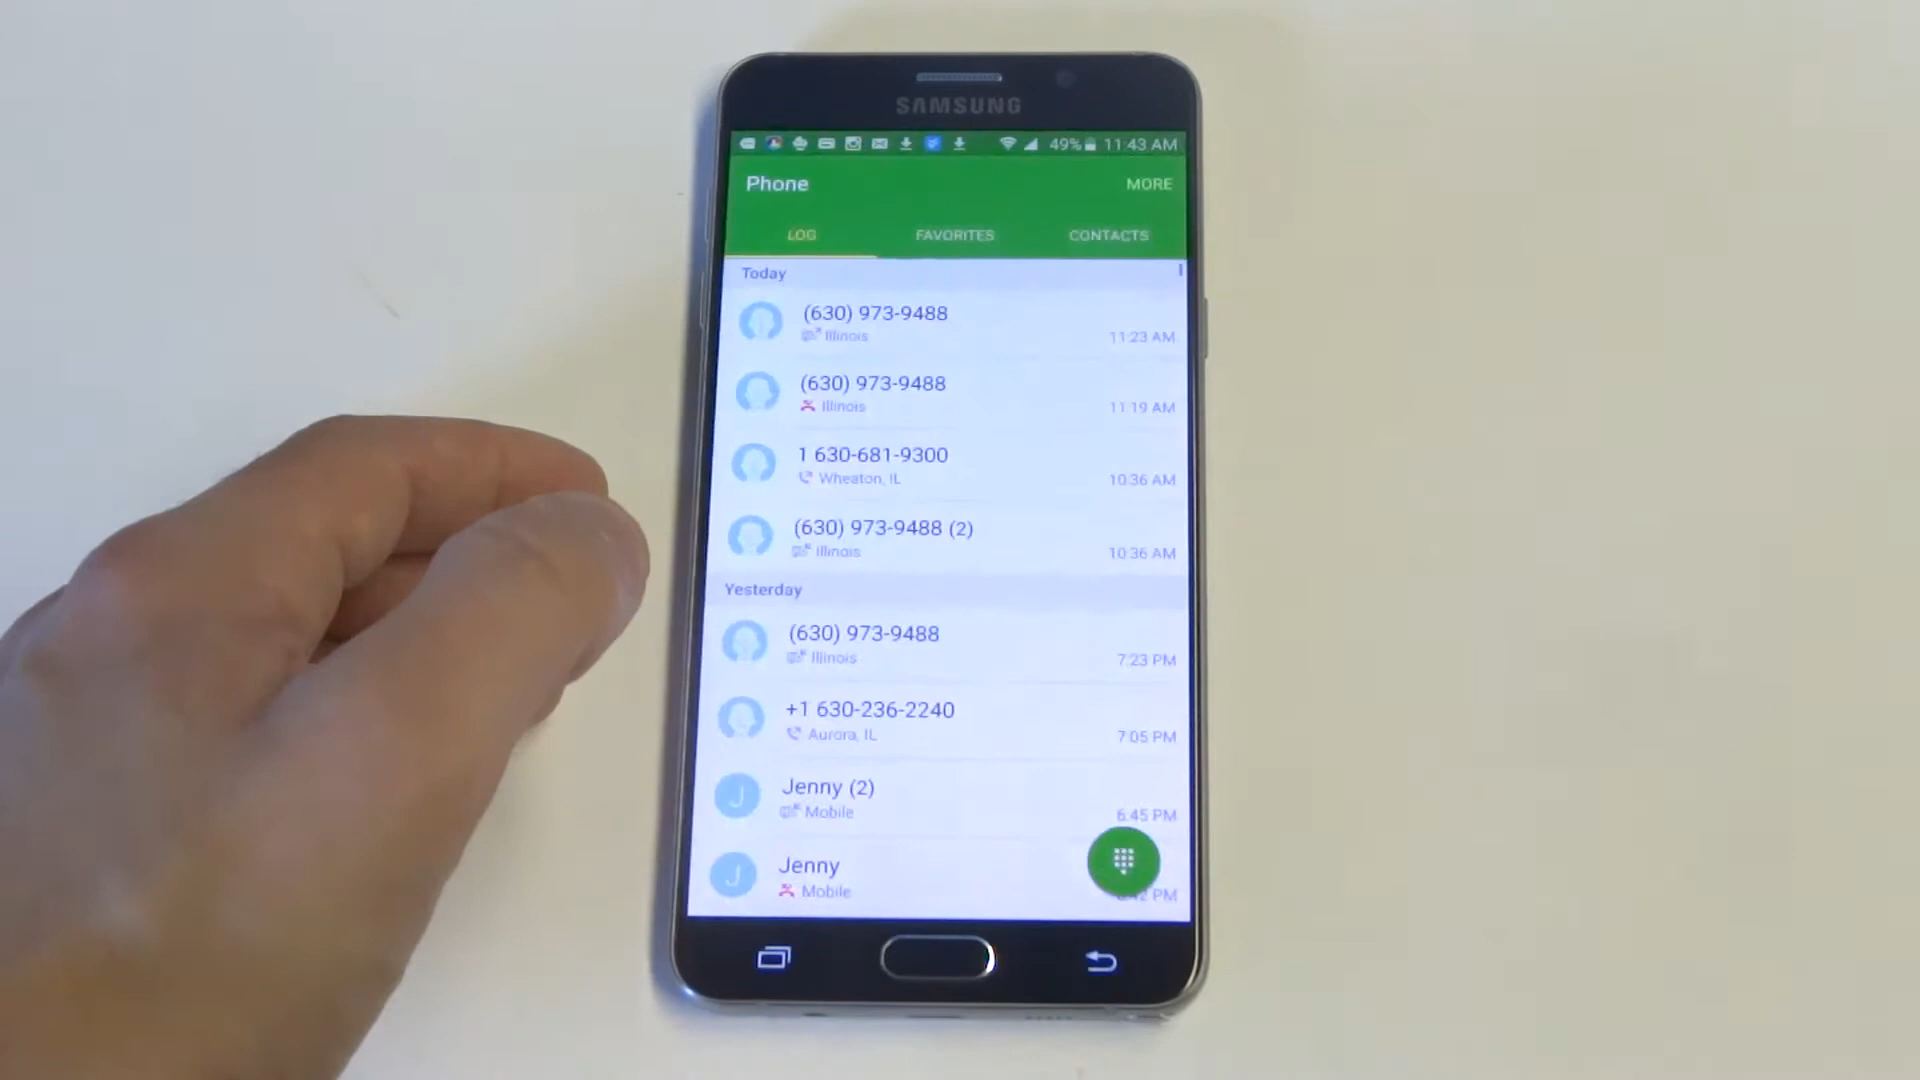 SAMSUNG
49% 11:43 AM
Phone MORE
LOG FAVORITES CONTACTS
Today
(630) 973-9488
Illinois 11:23 AM
(630) 973-9488
Illinois 11:19 AM
1 630-681-9300
Wheaton, IL 10:36 AM
(630) 973-9488 (2)
Illinois 10:36 AM
Yesterday
(630) 973-9488
Illinois 7:23 PM
+1 630-236-2240
Aurora, IL 7:05 PM
J Jenny (2)
Mobile 6:45 PM
J Jenny
Mobile PM